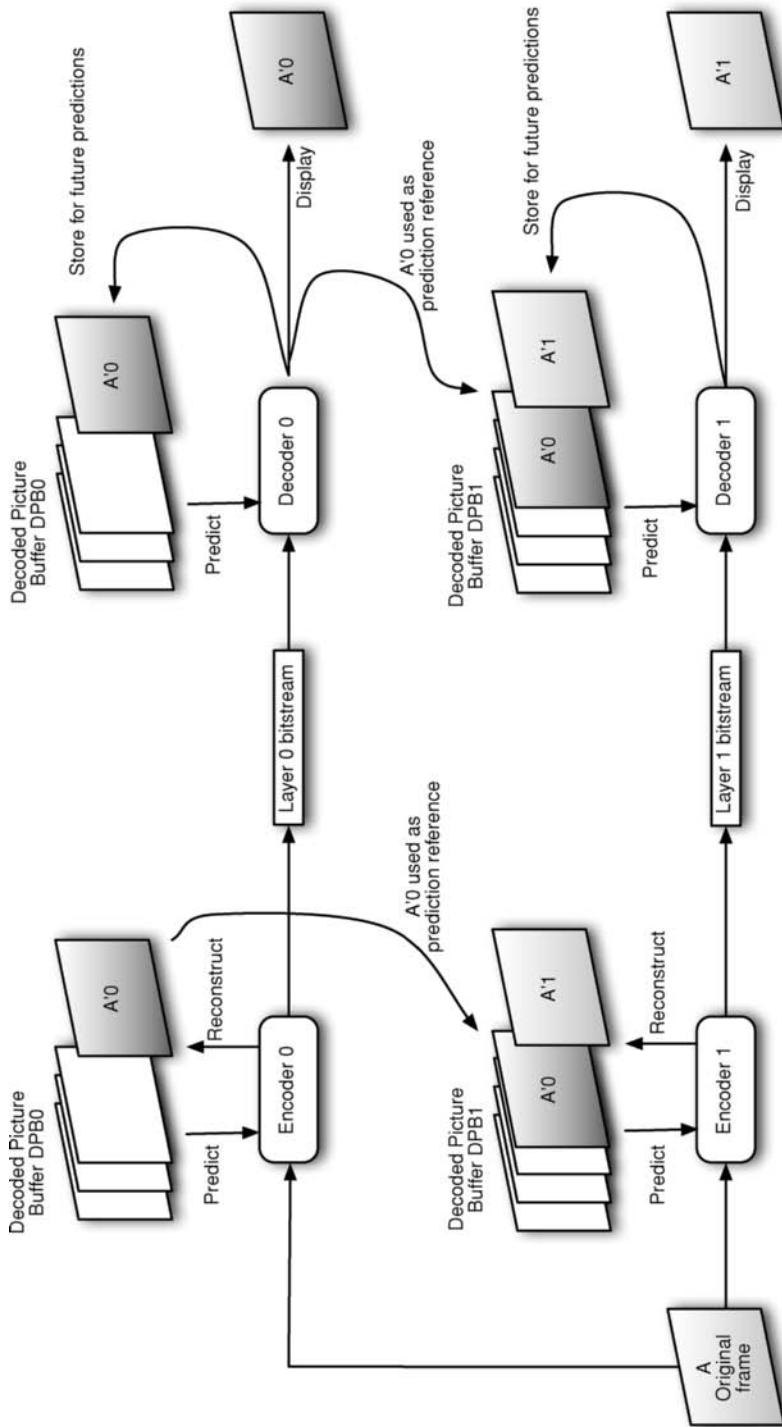 Decoded Picture
Buffer DPB0
A'0
Predict
Reconstruct
Encoder 0
Layer 0 bitstream
Decoded Picture
Buffer DPB0
A'0
Store for future predictions
Predict
Decoder 0
Display
A'0
A'0 used as
prediction reference
A'0 used as
prediction reference
Decoded Picture
Buffer DPB1
A'0
A'1
Predict
Reconstruct
A
Original
frame
Encoder 1
Layer 1 bitstream
Decoded Picture
Buffer DPB1
A'0
A'1
Store for future predictions
Predict
Decoder 1
Display
A'1